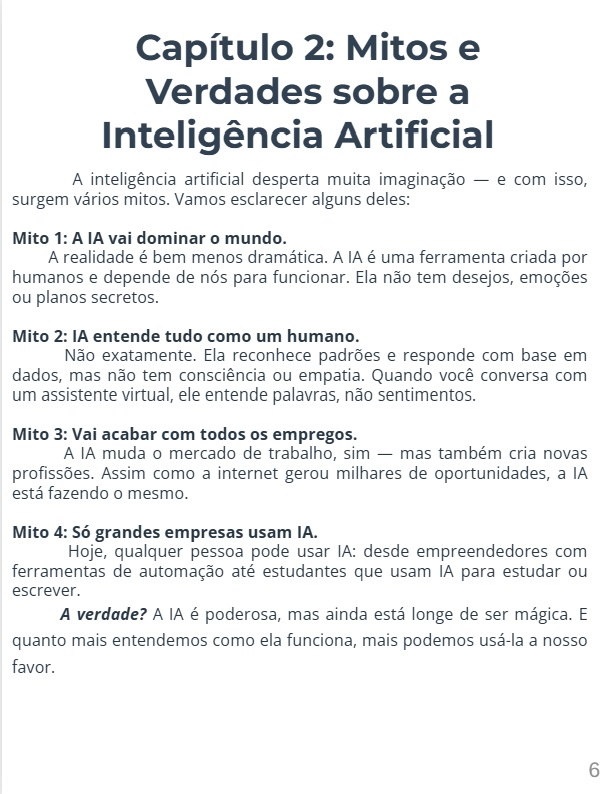 Capítulo 2: Mitos e
Verdades sobre a
Inteligência Artificial
A inteligência artificial desperta muita imaginação — e com isso,
surgem vários mitos. Vamos esclarecer alguns deles:
Mito 1: A IA vai dominar o mundo.
A realidade é bem menos dramática. A IA é uma ferramenta criada por
humanos e depende de nós para funcionar. Ela não tem desejos, emoções
ou planos secretos.
Mito 2: IA entende tudo como um humano.
Não exatamente. Ela reconhece padrões e responde com base em
dados, mas não tem consciência ou empatia. Quando você conversa com
um assistente virtual, ele entende palavras, não sentimentos.
Mito 3: Vai acabar com todos os empregos.
A IA muda o mercado de trabalho, sim — mas também cria novas
profissões. Assim como a internet gerou milhares de oportunidades, a IA
está fazendo o mesmo.
Mito 4: Só grandes empresas usam IA.
Hoje, qualquer pessoa pode usar IA: desde empreendedores com
ferramentas de automação até estudantes que usam IA para estudar ou
escrever.
A verdade? A IA é poderosa, mas ainda está longe de ser mágica. E
quanto mais entendemos como ela funciona, mais podemos usá-la a nosso
favor.
6